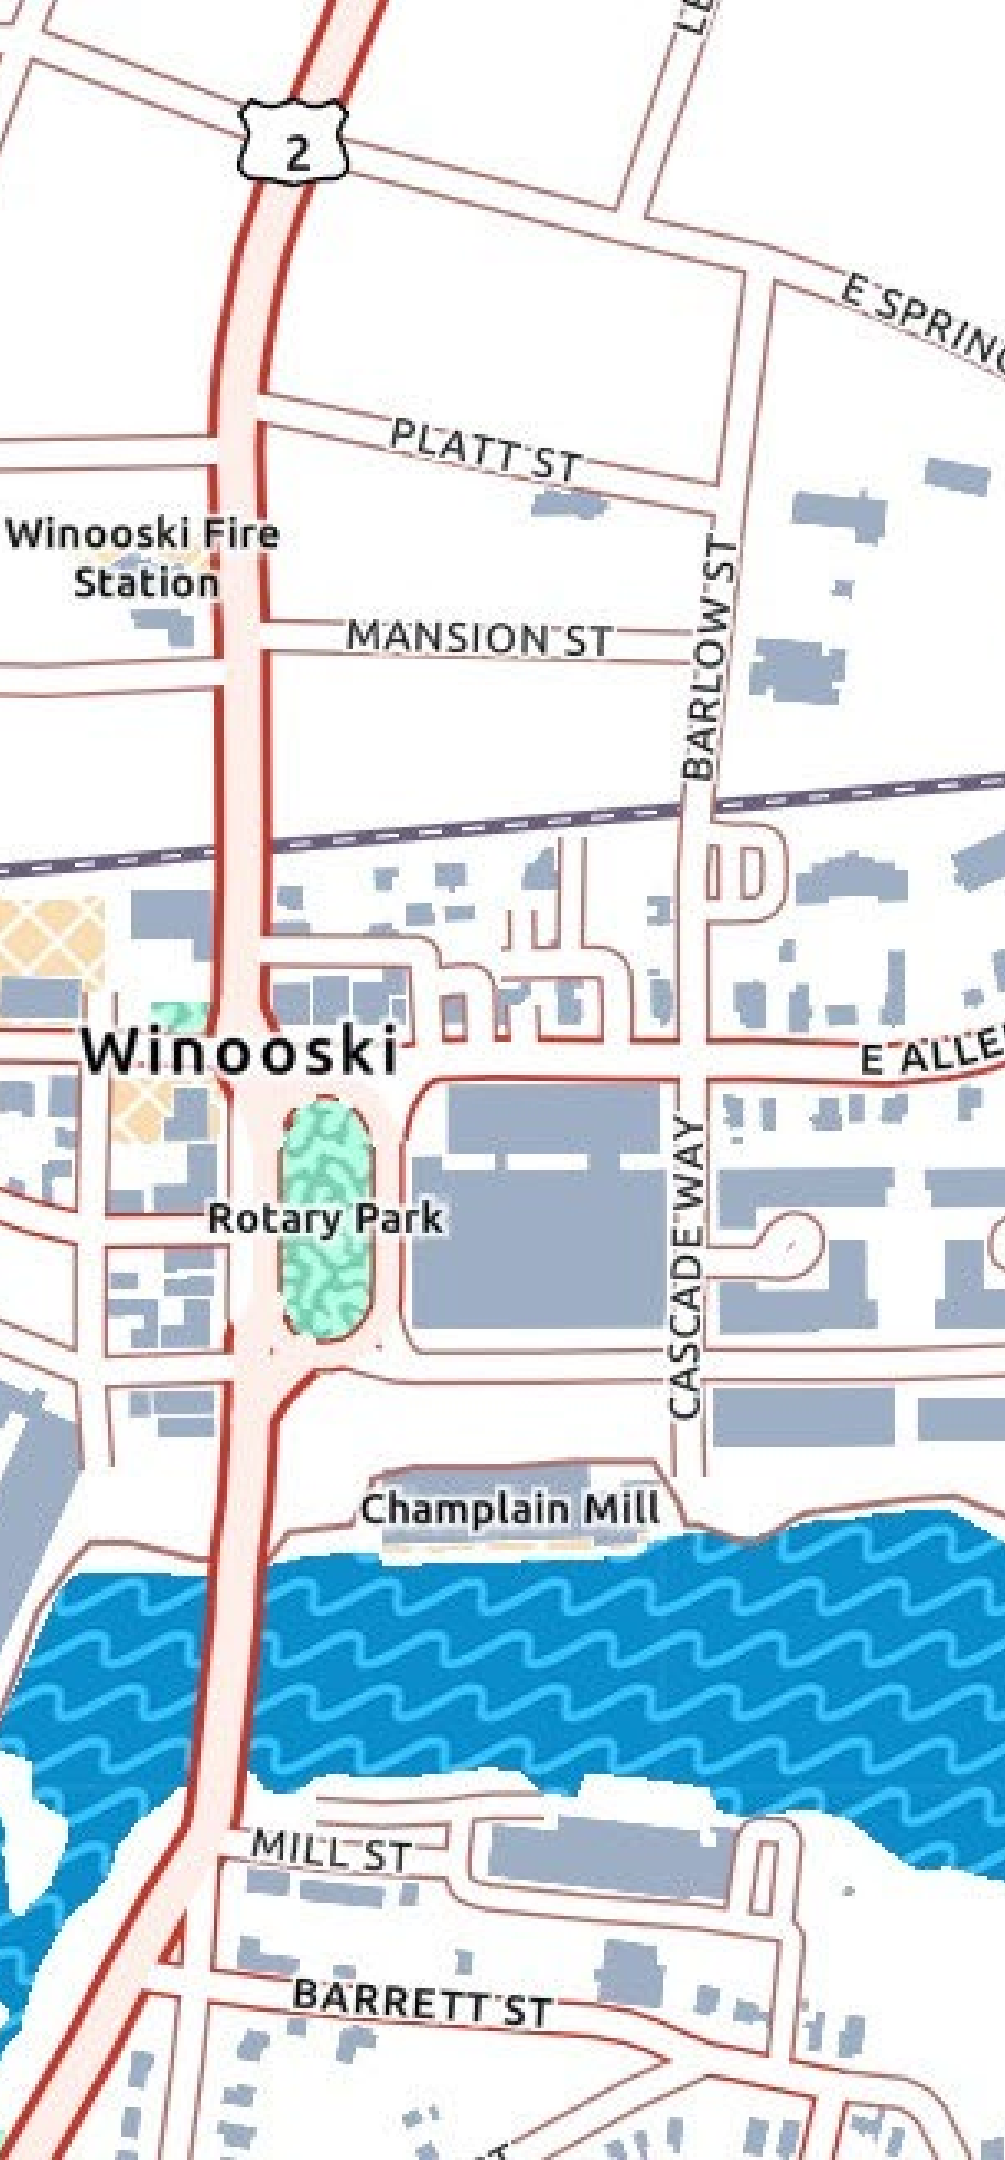 2
E SPRING
PLATT ST
Winooski Fire
Station
MANSION ST
BARLOW ST
Winooski
E ALLE
Rotary Park
CASCADE WAY
Champlain Mill
MILL ST
BARRETT ST